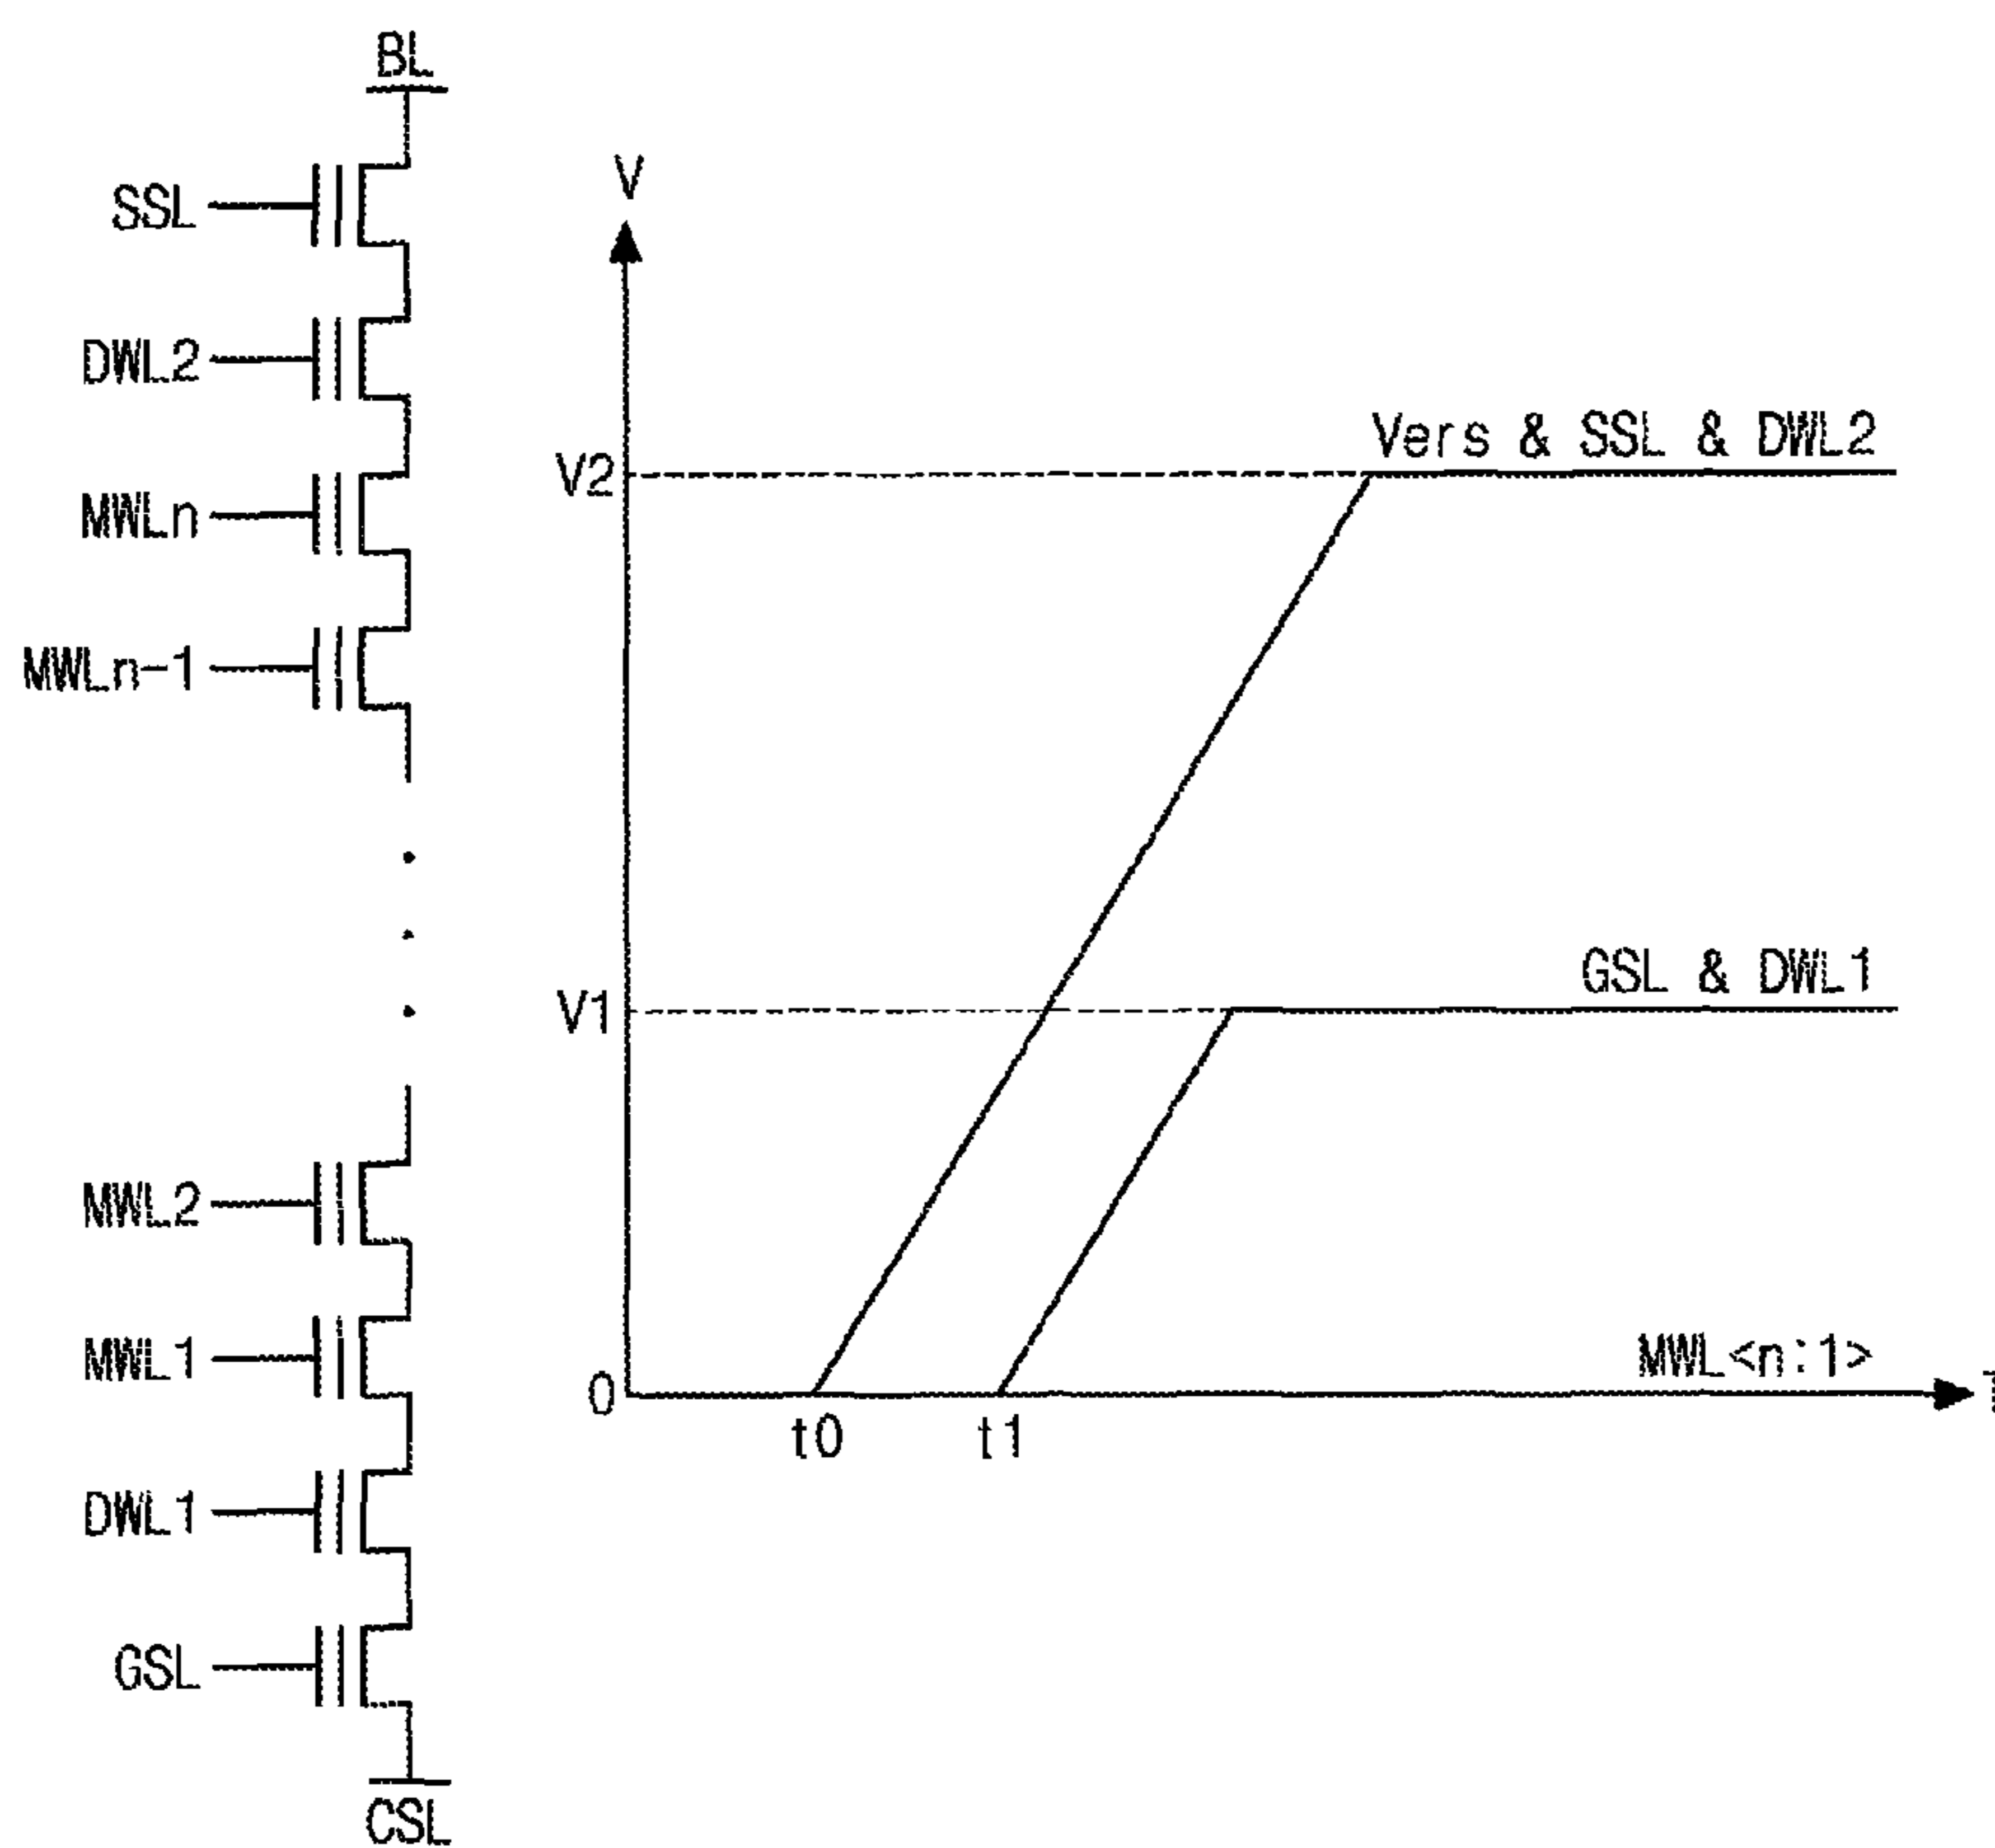 BL
SSL
DWL2
MWLn
MWLn-1
MWL2
MWL1
DWL1
GSL
CSL
V
V2
Vers & SSL & DWL2
V1
GSL & DWL1
0
MWL<n:1>
t0
t1